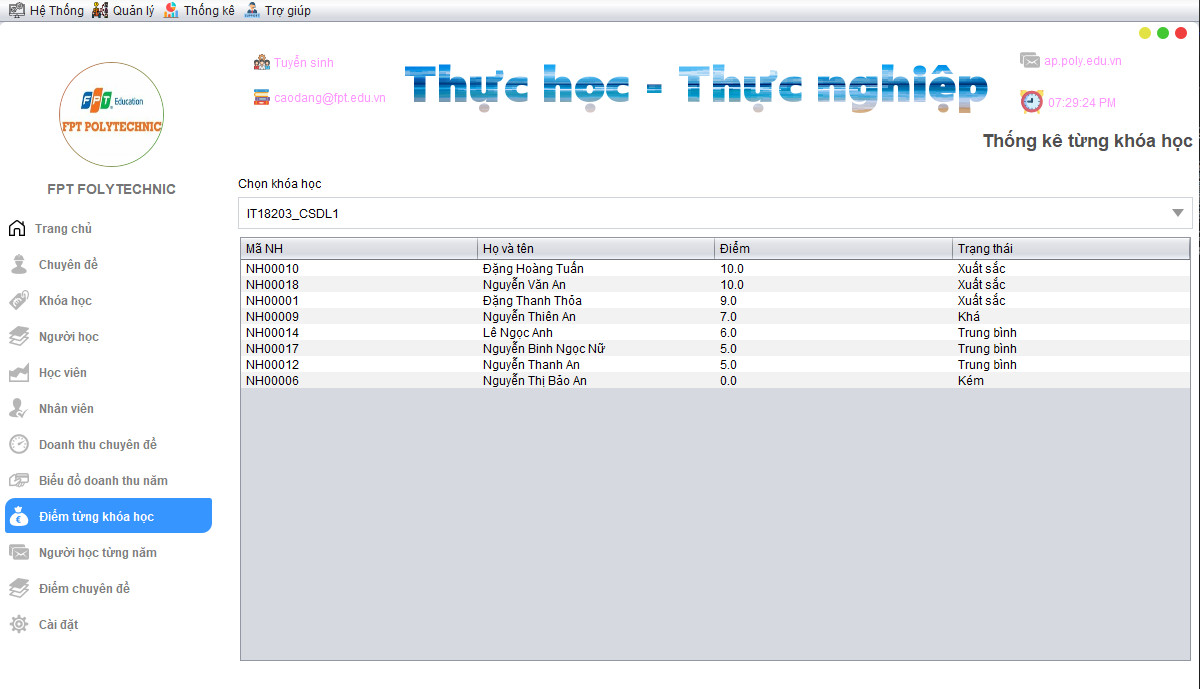 Hệ Thống Quản lý Thống kê Trợ giúp
FPT Education
FPT POLYTECHNIC
FPT FOLYTECHNIC
Tuyển sinh
caodang@fpt.edu.vn
Thực học - Thực nghiệp
ap.poly.edu.vn
07:29:24 PM
Thống kê từng khóa học
Trang chủ
Chuyên đề
Khóa học
Người học
Học viên
Nhân viên
Doanh thu chuyên đề
Biểu đồ doanh thu năm
Điểm từng khóa học
Người học từng năm
Điểm chuyên đề
Cài đặt
Chọn khóa học
IT18203_CSDL1
Mã NH Họ và tên Điểm Trạng thái
NH00010 Đặng Hoàng Tuấn 10.0 Xuất sắc
NH00018 Nguyễn Văn An 10.0 Xuất sắc
NH00001 Đặng Thanh Thỏa 9.0 Xuất sắc
NH00009 Nguyễn Thiên An 7.0 Khá
NH00014 Lê Ngọc Anh 6.0 Trung bình
NH00017 Nguyễn Bình Ngọc Nữ 5.0 Trung bình
NH00012 Nguyễn Thanh An 5.0 Trung bình
NH00006 Nguyễn Thị Bảo An 0.0 Kém